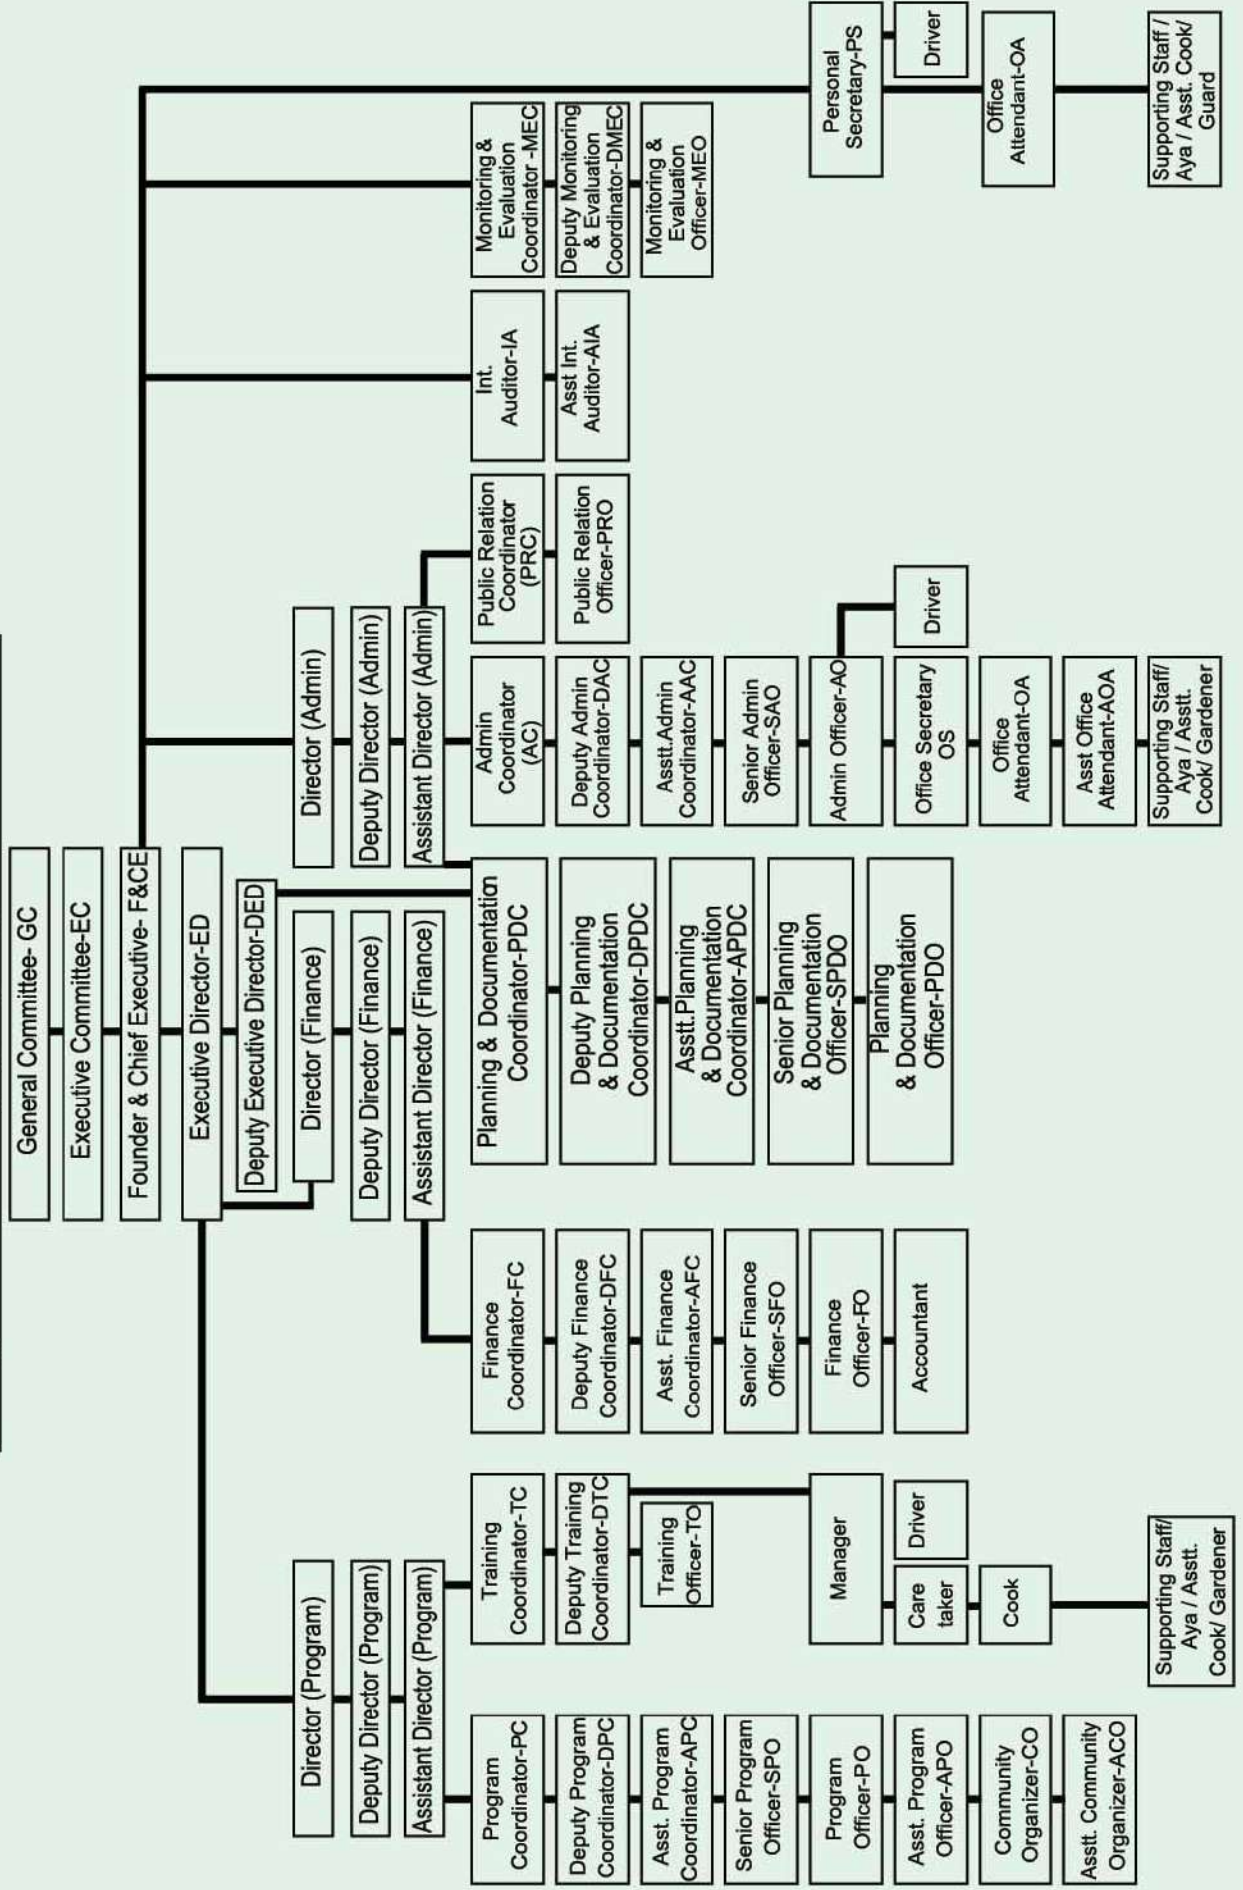 General Committee- GC
Executive Committee-EC
Founder & Chief Executive- F&CE
Executive Director-ED
Deputy Executive Director-DED
Director (Program)
Deputy Director (Program)
Assistant Director (Program)
Director (Finance)
Deputy Director (Finance)
Assistant Director (Finance)
Director (Admin)
Deputy Director (Admin)
Assistant Director (Admin)
Program
Coordinator-PC
Deputy Program
Coordinator-DPC
Asst. Program
Coordinator-APC
Senior Program
Officer-SPO
Program
Officer-PO
Asst. Program
Officer-APO
Community
Organizer-CO
Asstt. Community
Organizer-ACO
Training
Coordinator-TC
Deputy Training
Coordinator-DTC
Training
Officer-TO
Manager
Care
taker
Driver
Cook
Supporting Staff/
Aya / Asstt.
Cook/ Gardener
Finance
Coordinator-FC
Deputy Finance
Coordinator-DFC
Asst. Finance
Coordinator-AFC
Senior Finance
Officer-SFO
Finance
Officer-FO
Accountant
Planning & Documentation
Coordinator-PDC
Deputy Planning
& Documentation
Coordinator-DPDC
Asstt.Planning
& Documentation
Coordinator-APDC
Senior Planning
& Documentation
Officer-SPDO
Planning
& Documentation
Officer-PDO
Admin
Coordinator
(AC)
Deputy Admin
Coordinator-DAC
Asstt.Admin
Coordinator-AAC
Senior Admin
Officer-SAO
Admin Officer-AO
Driver
Office Secretary
OS
Office
Attendant-OA
Asst Office
Attendant-AOA
Supporting Staff/
Aya / Asstt.
Cook/ Gardener
Public Relation
Coordinator
(PRC)
Public Relation
Officer-PRO
Int.
Auditor-IA
Asst Int.
Auditor-AIA
Monitoring &
Evaluation
Coordinator -MEC
Deputy Monitoring
& Evaluation
Coordinator-DMEC
Monitoring &
Evaluation
Officer-MEO
Personal
Secretary-PS
Driver
Office
Attendant-OA
Supporting Staff /
Aya / Asst. Cook/
Guard